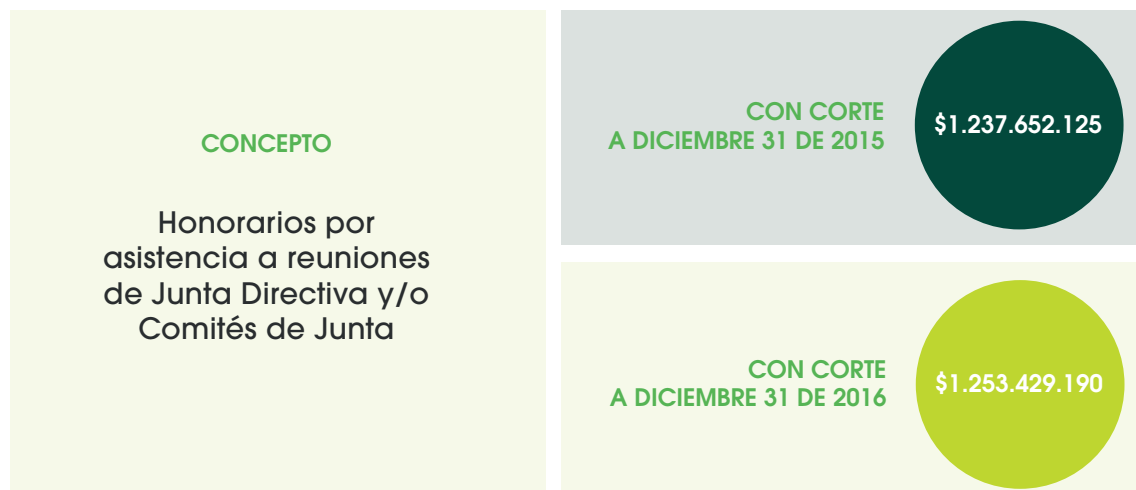 CONCEPTO
Honorarios por
asistencia a reuniones
de Junta Directiva y/o
Comités de Junta
CON CORTE
A DICIEMBRE 31 DE 2015
$1.237.652.125
CON CORTE
A DICIEMBRE 31 DE 2016
$1.253.429.190